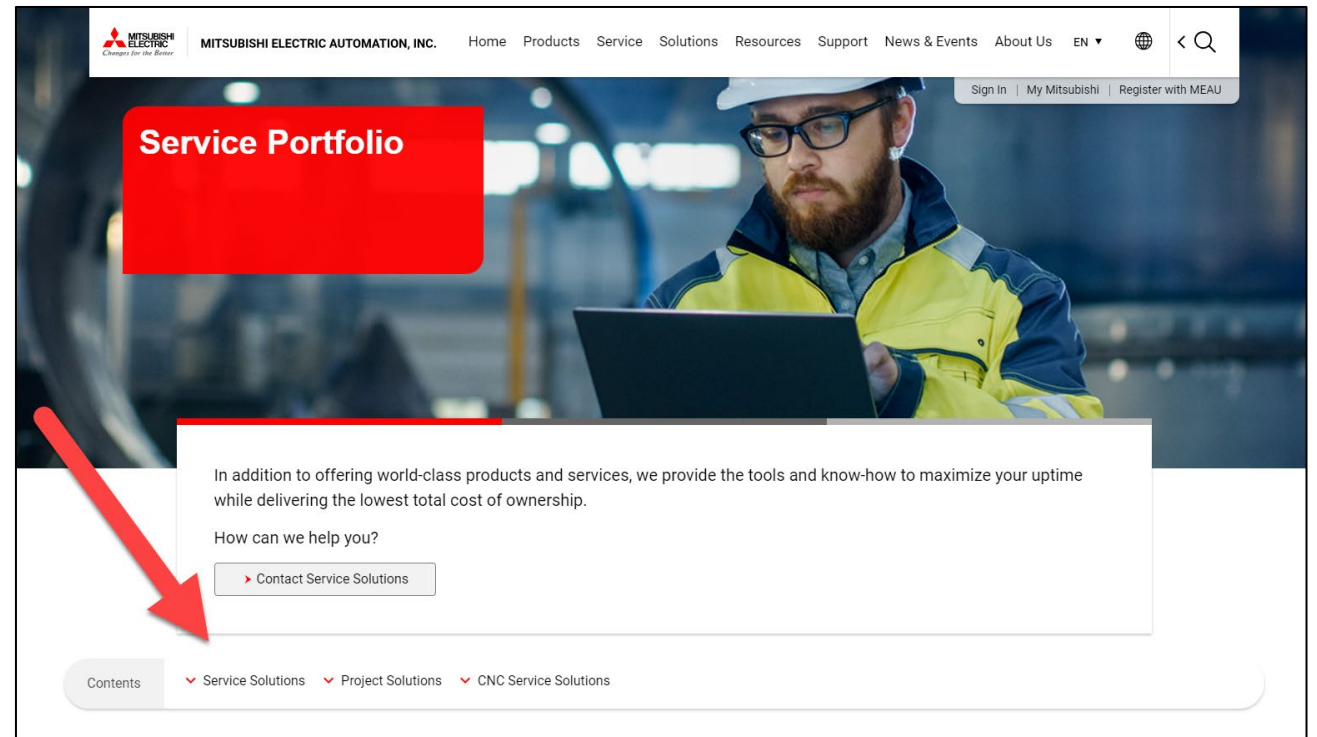 MITSUBISHI
ELECTRIC
Changes for the Better
MITSUBISHI ELECTRIC AUTOMATION, INC.
Home Products Service Solutions Resources Support News & Events About Us EN
Sign In | My Mitsubishi | Register with MEAU
Service Portfolio
In addition to offering world-class products and services, we provide the tools and know-how to maximize your uptime
while delivering the lowest total cost of ownership.
How can we help you?
Contact Service Solutions
Contents
Service Solutions Project Solutions CNC Service Solutions